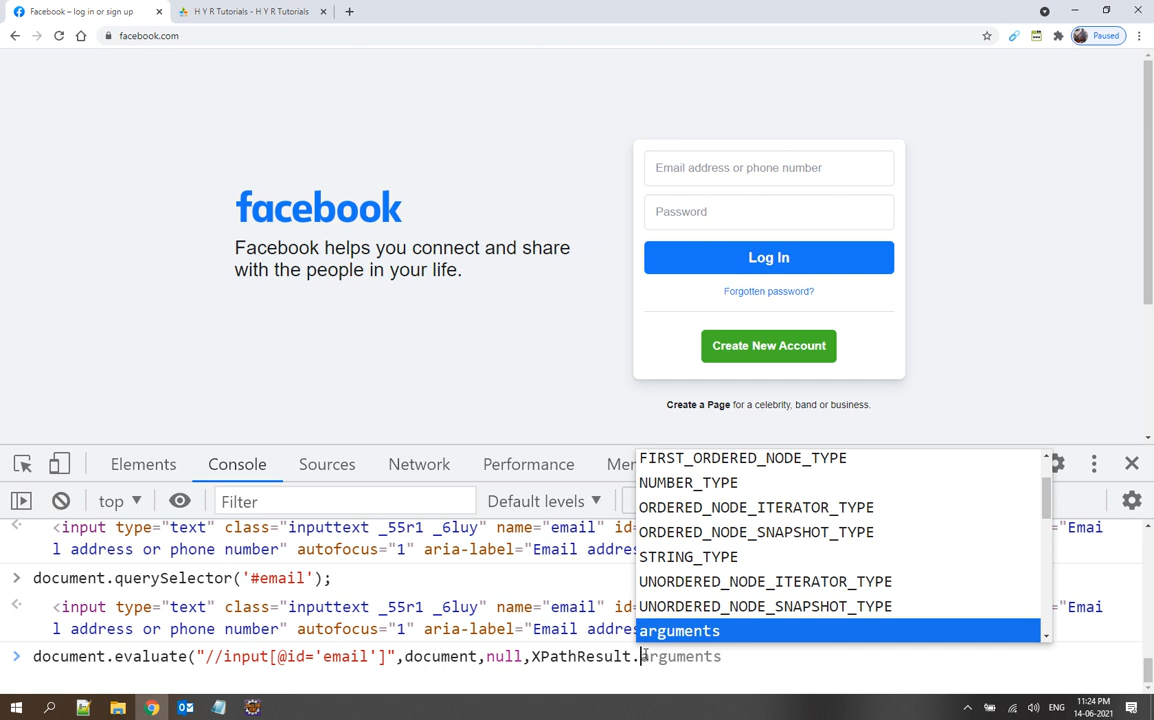 Facebook – log in or sign up
H Y R Tutorials - H Y R Tutorials
facebook.com
Paused
facebook
Facebook helps you connect and share
with the people in your life.
Email address or phone number
Password
Log In
Forgotten password?
Create New Account
Create a Page for a celebrity, band or business.
Elements Console Sources Network Performance Mem
top Filter Default levels
<input type="text" class="inputtext _55r1 _6luy" name="email" id= "Emai
l address or phone number" autofocus="1" aria-label="Email addres
document.querySelector('#email');
<input type="text" class="inputtext _55r1 _6luy" name="email" id= "Emai
l address or phone number" autofocus="1" aria-label="Email addres
document.evaluate("//input[@id='email']",document,null,XPathResult.arguments
FIRST_ORDERED_NODE_TYPE
NUMBER_TYPE
ORDERED_NODE_ITERATOR_TYPE
ORDERED_NODE_SNAPSHOT_TYPE
STRING_TYPE
UNORDERED_NODE_ITERATOR_TYPE
UNORDERED_NODE_SNAPSHOT_TYPE
arguments
ENG
11:24 PM
14-06-2021